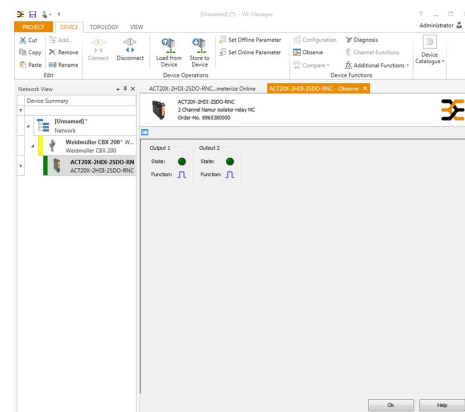 [Unnamed] (*) - WI-Manager
PROJECT DEVICE TOPOLOGY VIEW
Administrator
Cut Add...
Copy Remove
Paste Rename
Edit
Connect Disconnect
Load from Device
Store to Device
Set Offline Parameter
Set Online Parameter
Device Operations
Configuration Diagnosis
Observe Channel Functions
Compare Additional Functions
Device Functions
Device Catalogue
Network View
Device Summary
[Unnamed] *
Network
Weidmüller CBX 200* W...
Weidmüller CBX 200
ACT20X-2HDI-2SDO-RN
ACT20X-2HDI-2SDO-RNC
ACT20X-2HDI-2SDO-RNC...meterize Online
ACT20X-2HDI-2SDO-RNC - Observe
ACT20X-2HDI-2SDO-RNC
2 Channel Namur isolator relay NC
Order-No. 8965380000
Output 1 Output 2
State: State:
Function: Function:
Ok Help